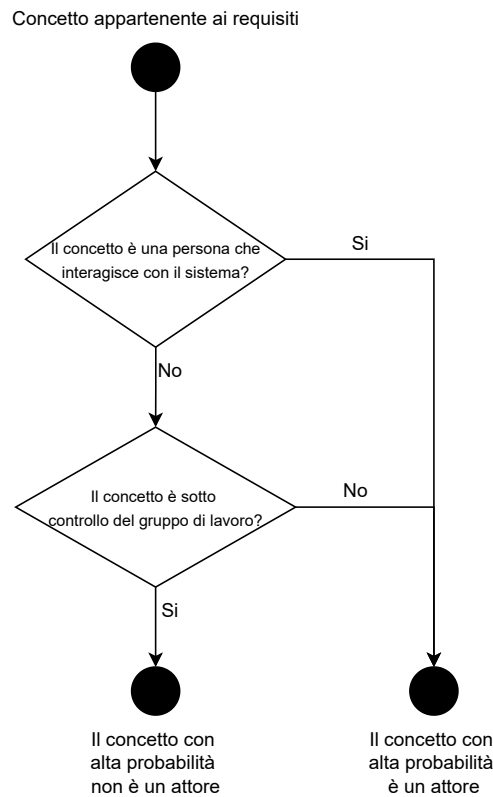 Concetto appartenente ai requisiti
Il concetto è una persona che
interagisce con il sistema?
Si
No
Il concetto è sotto
controllo del gruppo di lavoro?
No
Si
Il concetto con
alta probabilità
non è un attore
Il concetto con
alta probabilità
è un attore